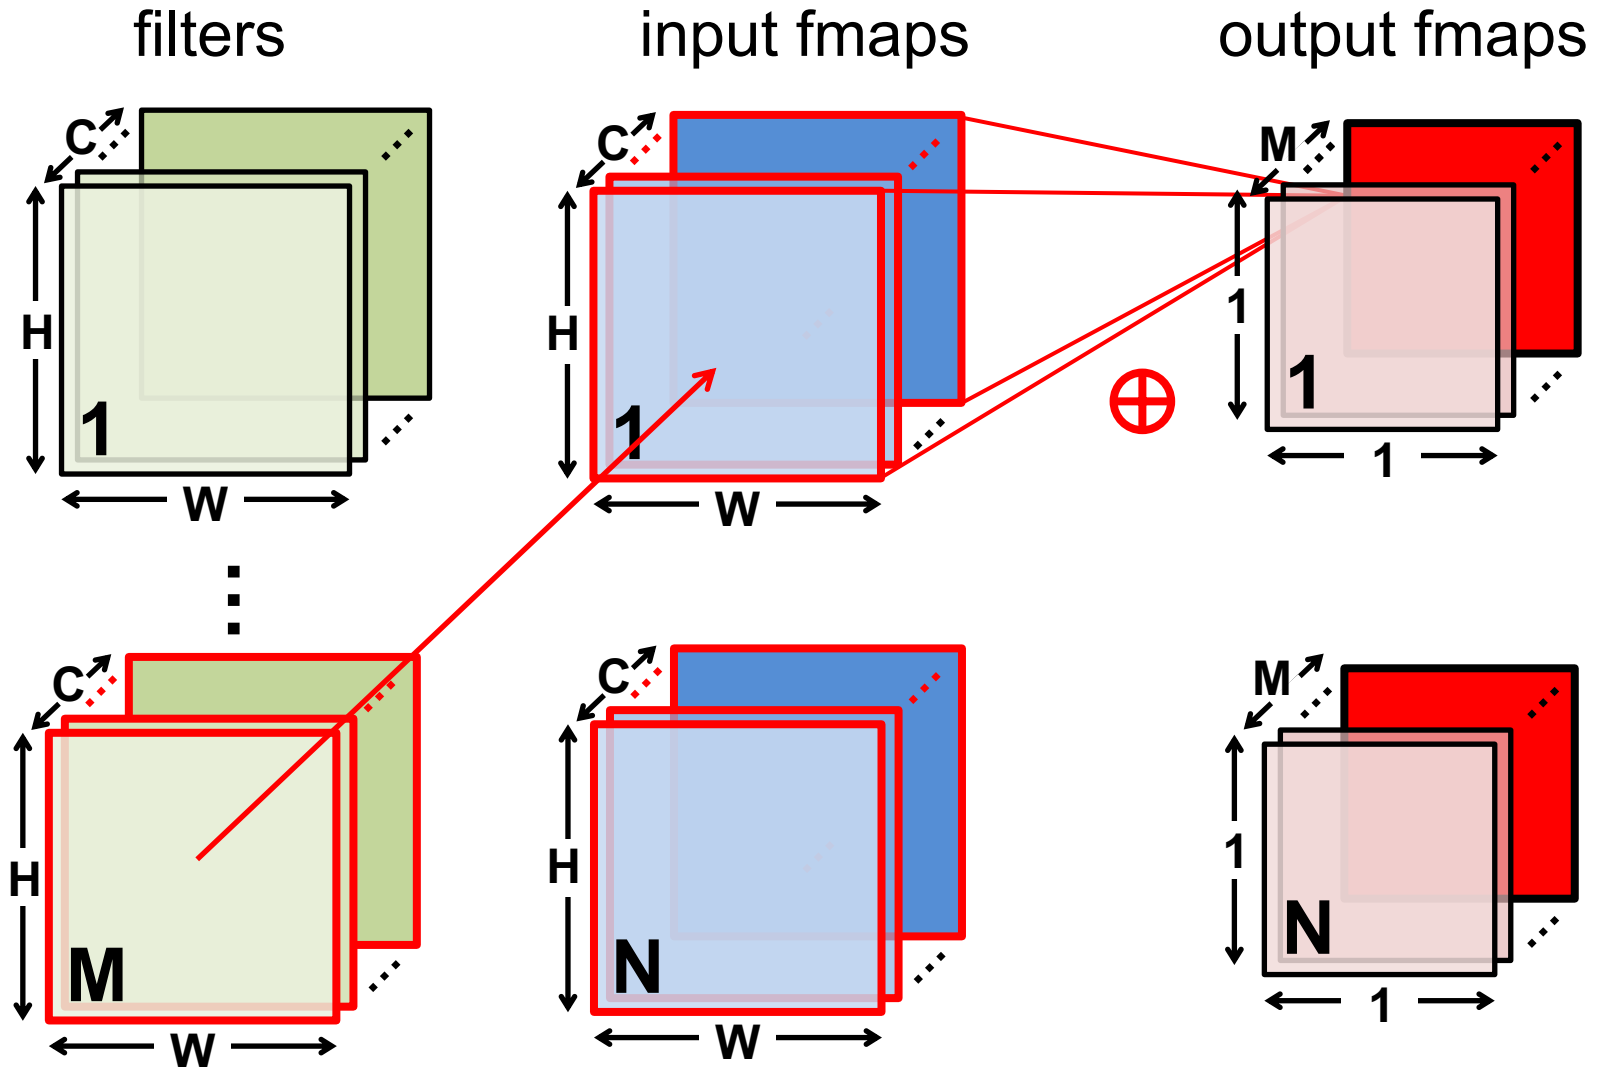 filters input fmaps output fmaps
C C M
H H 1
1 1 1
W W 1
C C M
H H 1
M N N
W W 1